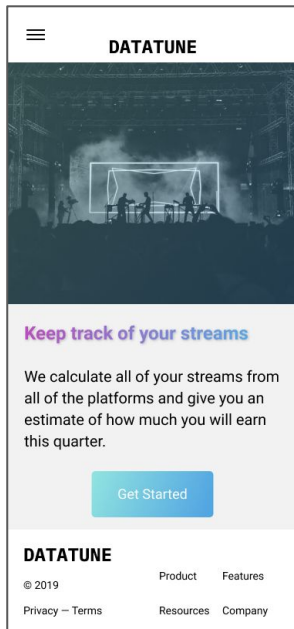 DATATUNE
Keep track of your streams
We calculate all of your streams from
all of the platforms and give you an
estimate of how much you will earn
this quarter.
Get Started
DATATUNE
© 2019
Product Features
Privacy — Terms
Resources Company